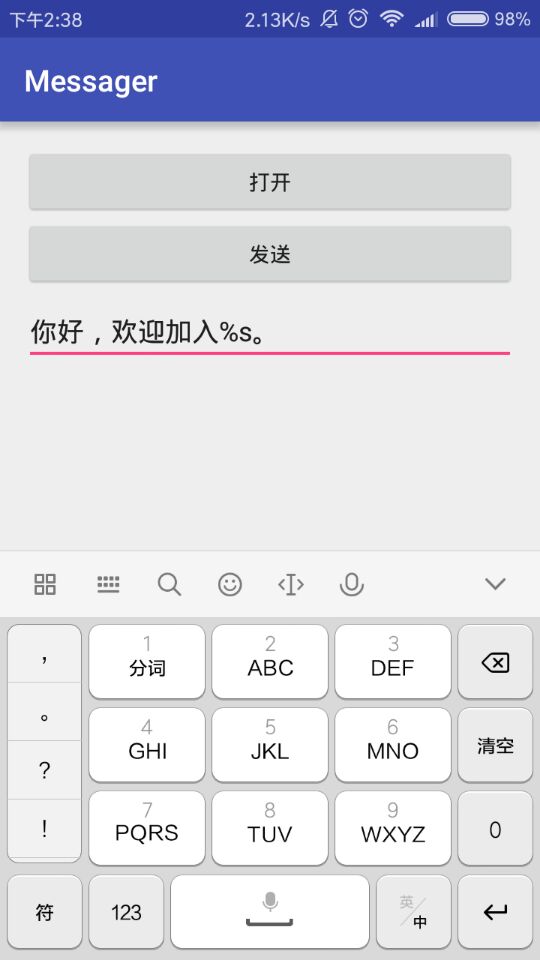 下午2:38 2.13K/s 98%
Messager
打开
发送
你好，欢迎加入%s。
， 1 2 3
分词 ABC DEF
。 4 5 6 清空
GHI JKL MNO
? 7 8 9 0
PQRS TUV WXYZ
!
符 123 英/中